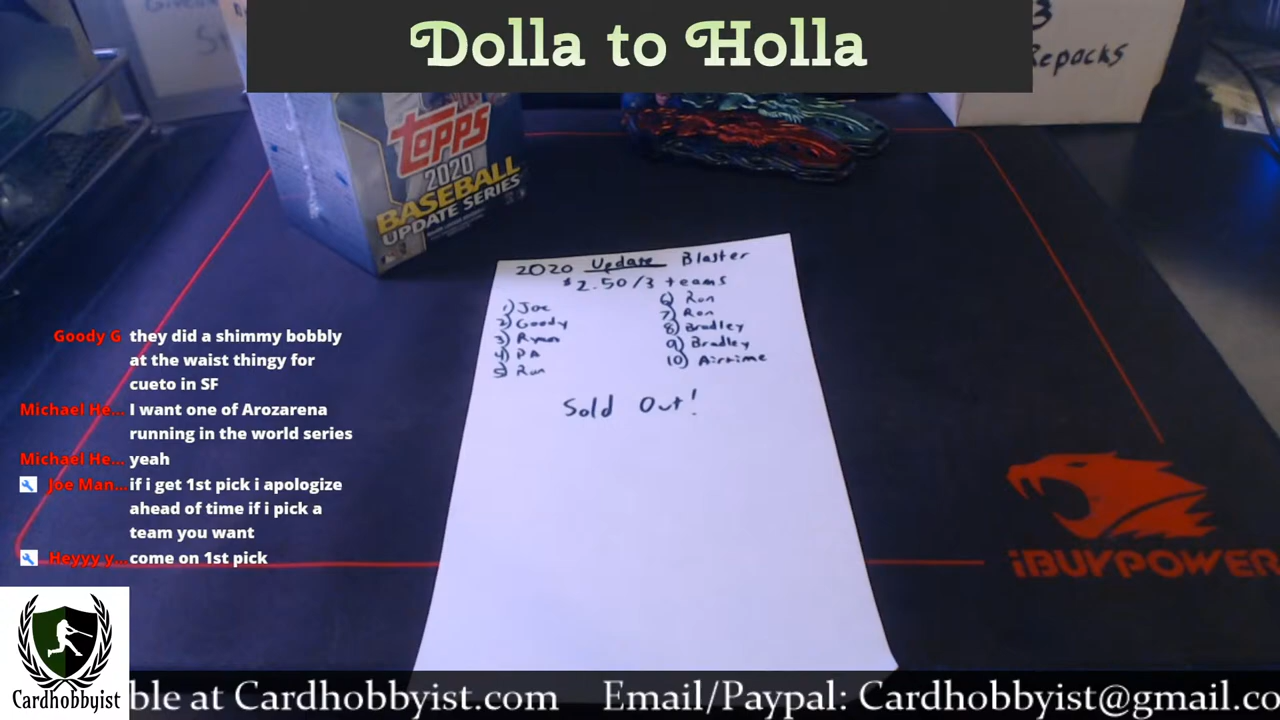 Dolla to Holla
3
Repacks
topps
2020
BASEBALL
UPDATE SERIES
2020 Update Blaster
$2.50/3 teams
1) Joe
2) Goody
3) Ryan
4) PA
5) Ron
6) Ron
7) Ron
8) Bradley
9) Bradley
10) Airtime
Sold Out!
Goody G they did a shimmy bobbly
at the waist thingy for
cueto in SF
Michael He... I want one of Arozarena
running in the world series
Michael He... yeah
Joe Man... if i get 1st pick i apologize
ahead of time if i pick a
team you want
Heyyy y... come on 1st pick
iBUYPOWER
Cardhobbyist
ble at Cardhobbyist.com Email/Paypal: Cardhobbyist@gmail.co